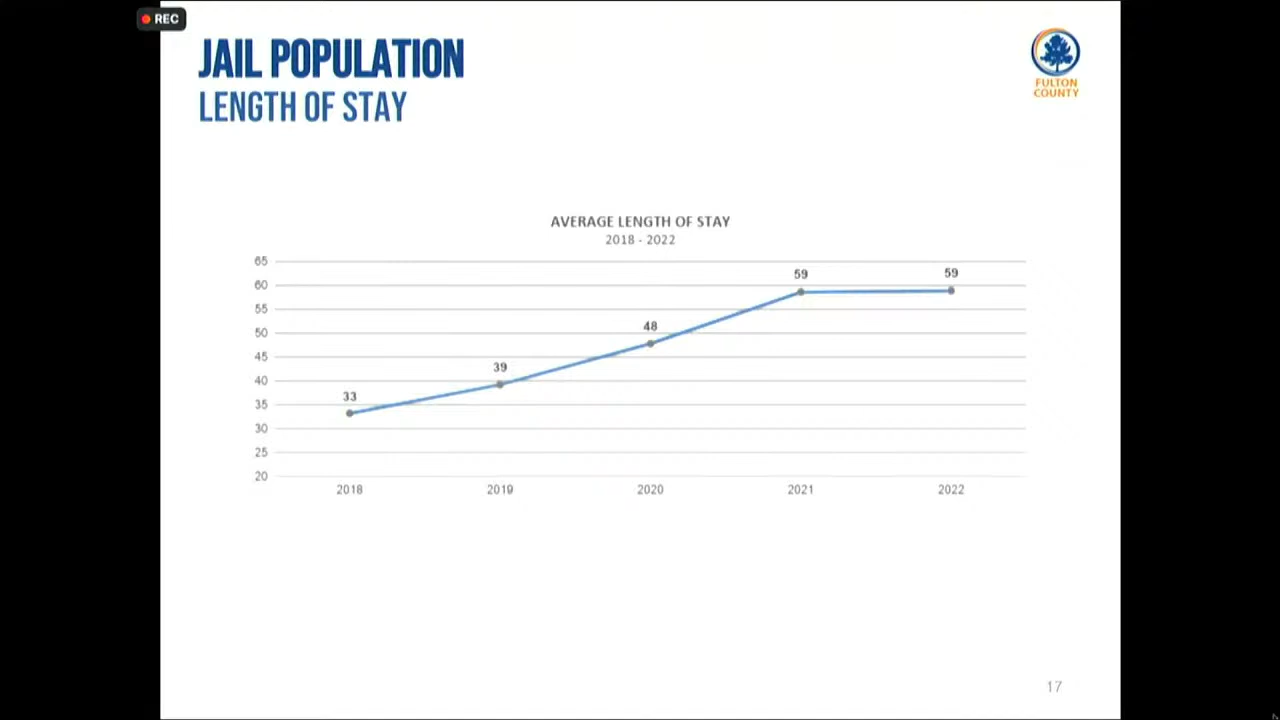 REC
JAIL POPULATION
LENGTH OF STAY
FULTON
COUNTY
AVERAGE LENGTH OF STAY
2018 - 2022
65
60
55
50
45
40
35
30
25
20
33
39
48
59
59
2018 2019 2020 2021 2022
17